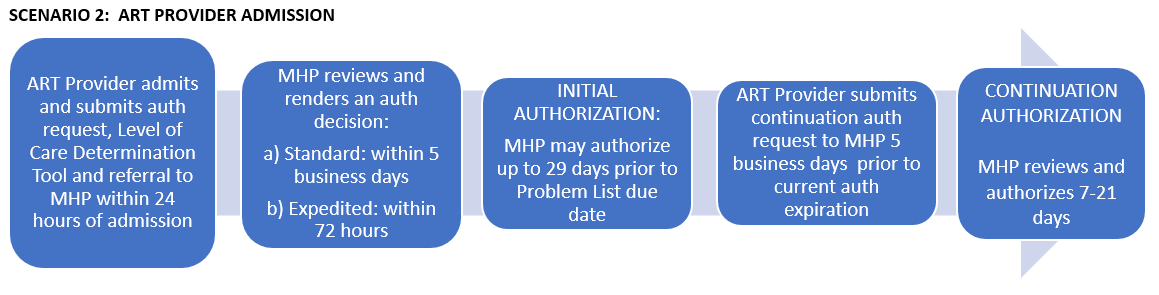 SCENARIO 2:  ART PROVIDER ADMISSION
ART Provider admits
and submits auth
request, Level of
Care Determination
Tool and referral to
MHP within 24
hours of admission
MHP reviews and
renders an auth
decision:
a) Standard: within 5
business days
b) Expedited: within
72 hours
INITIAL
AUTHORIZATION:
MHP may authorize
up to 29 days prior to
Problem List due
date
ART Provider submits
continuation auth
request to MHP 5
business days  prior to
current auth
expiration
CONTINUATION
AUTHORIZATION
MHP reviews and
authorizes 7-21
days